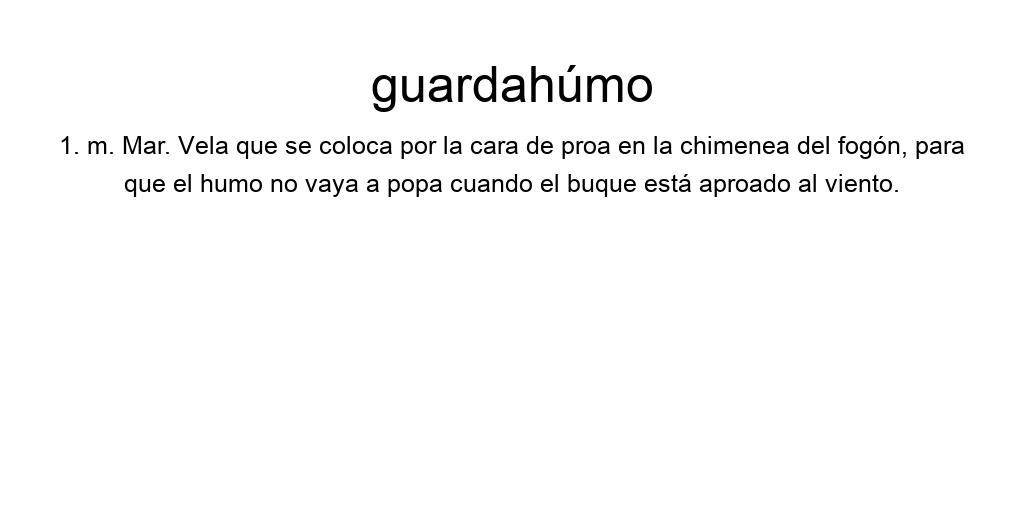 guardahúmo
1. m. Mar. Vela que se coloca por la cara de proa en la chimenea del fogón, para
que el humo no vaya a popa cuando el buque está aproado al viento.